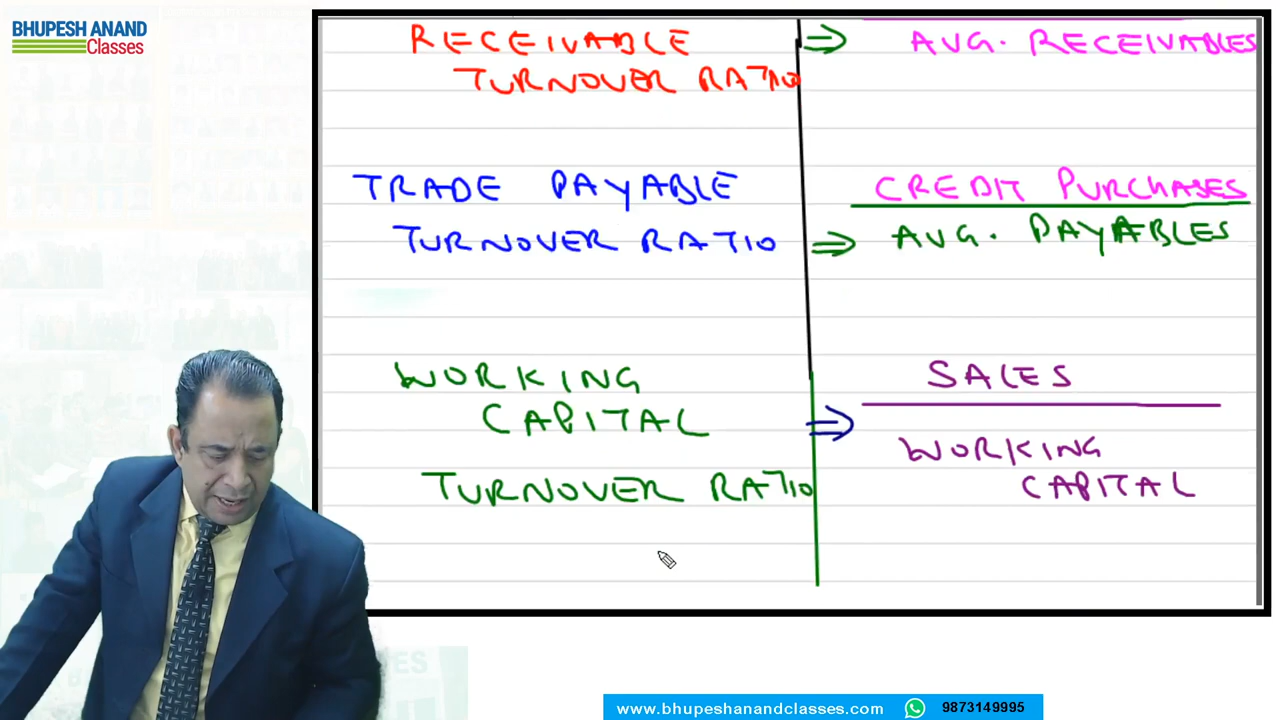 BHUPESH ANAND
Classes
RECEIVABLE
TURNOVER RATIO
⇒ AVG. RECEIVABLES
TRADE PAYABLE
TURNOVER RATIO
⇒ CREDIT PURCHASES
AVG. PAYABLES
WORKING
CAPITAL
TURNOVER RATIO
⇒ SALES
WORKING
CAPITAL
ES
www.bhupeshanandclasses.com 9873149995